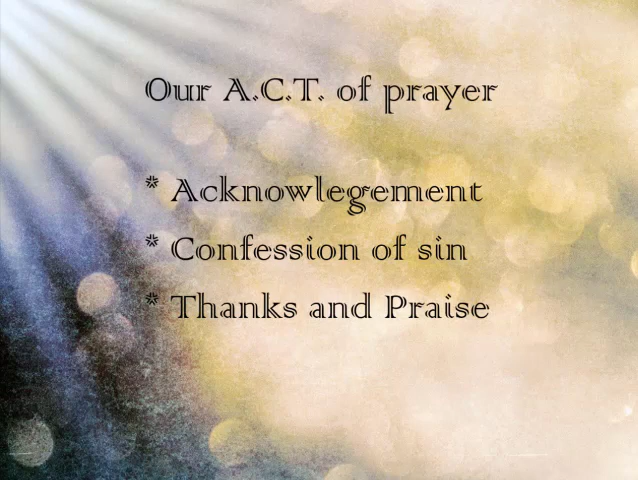 Our A.C.T. of prayer
* Acknowlegement
* Confession of sin
* Thanks and Praise